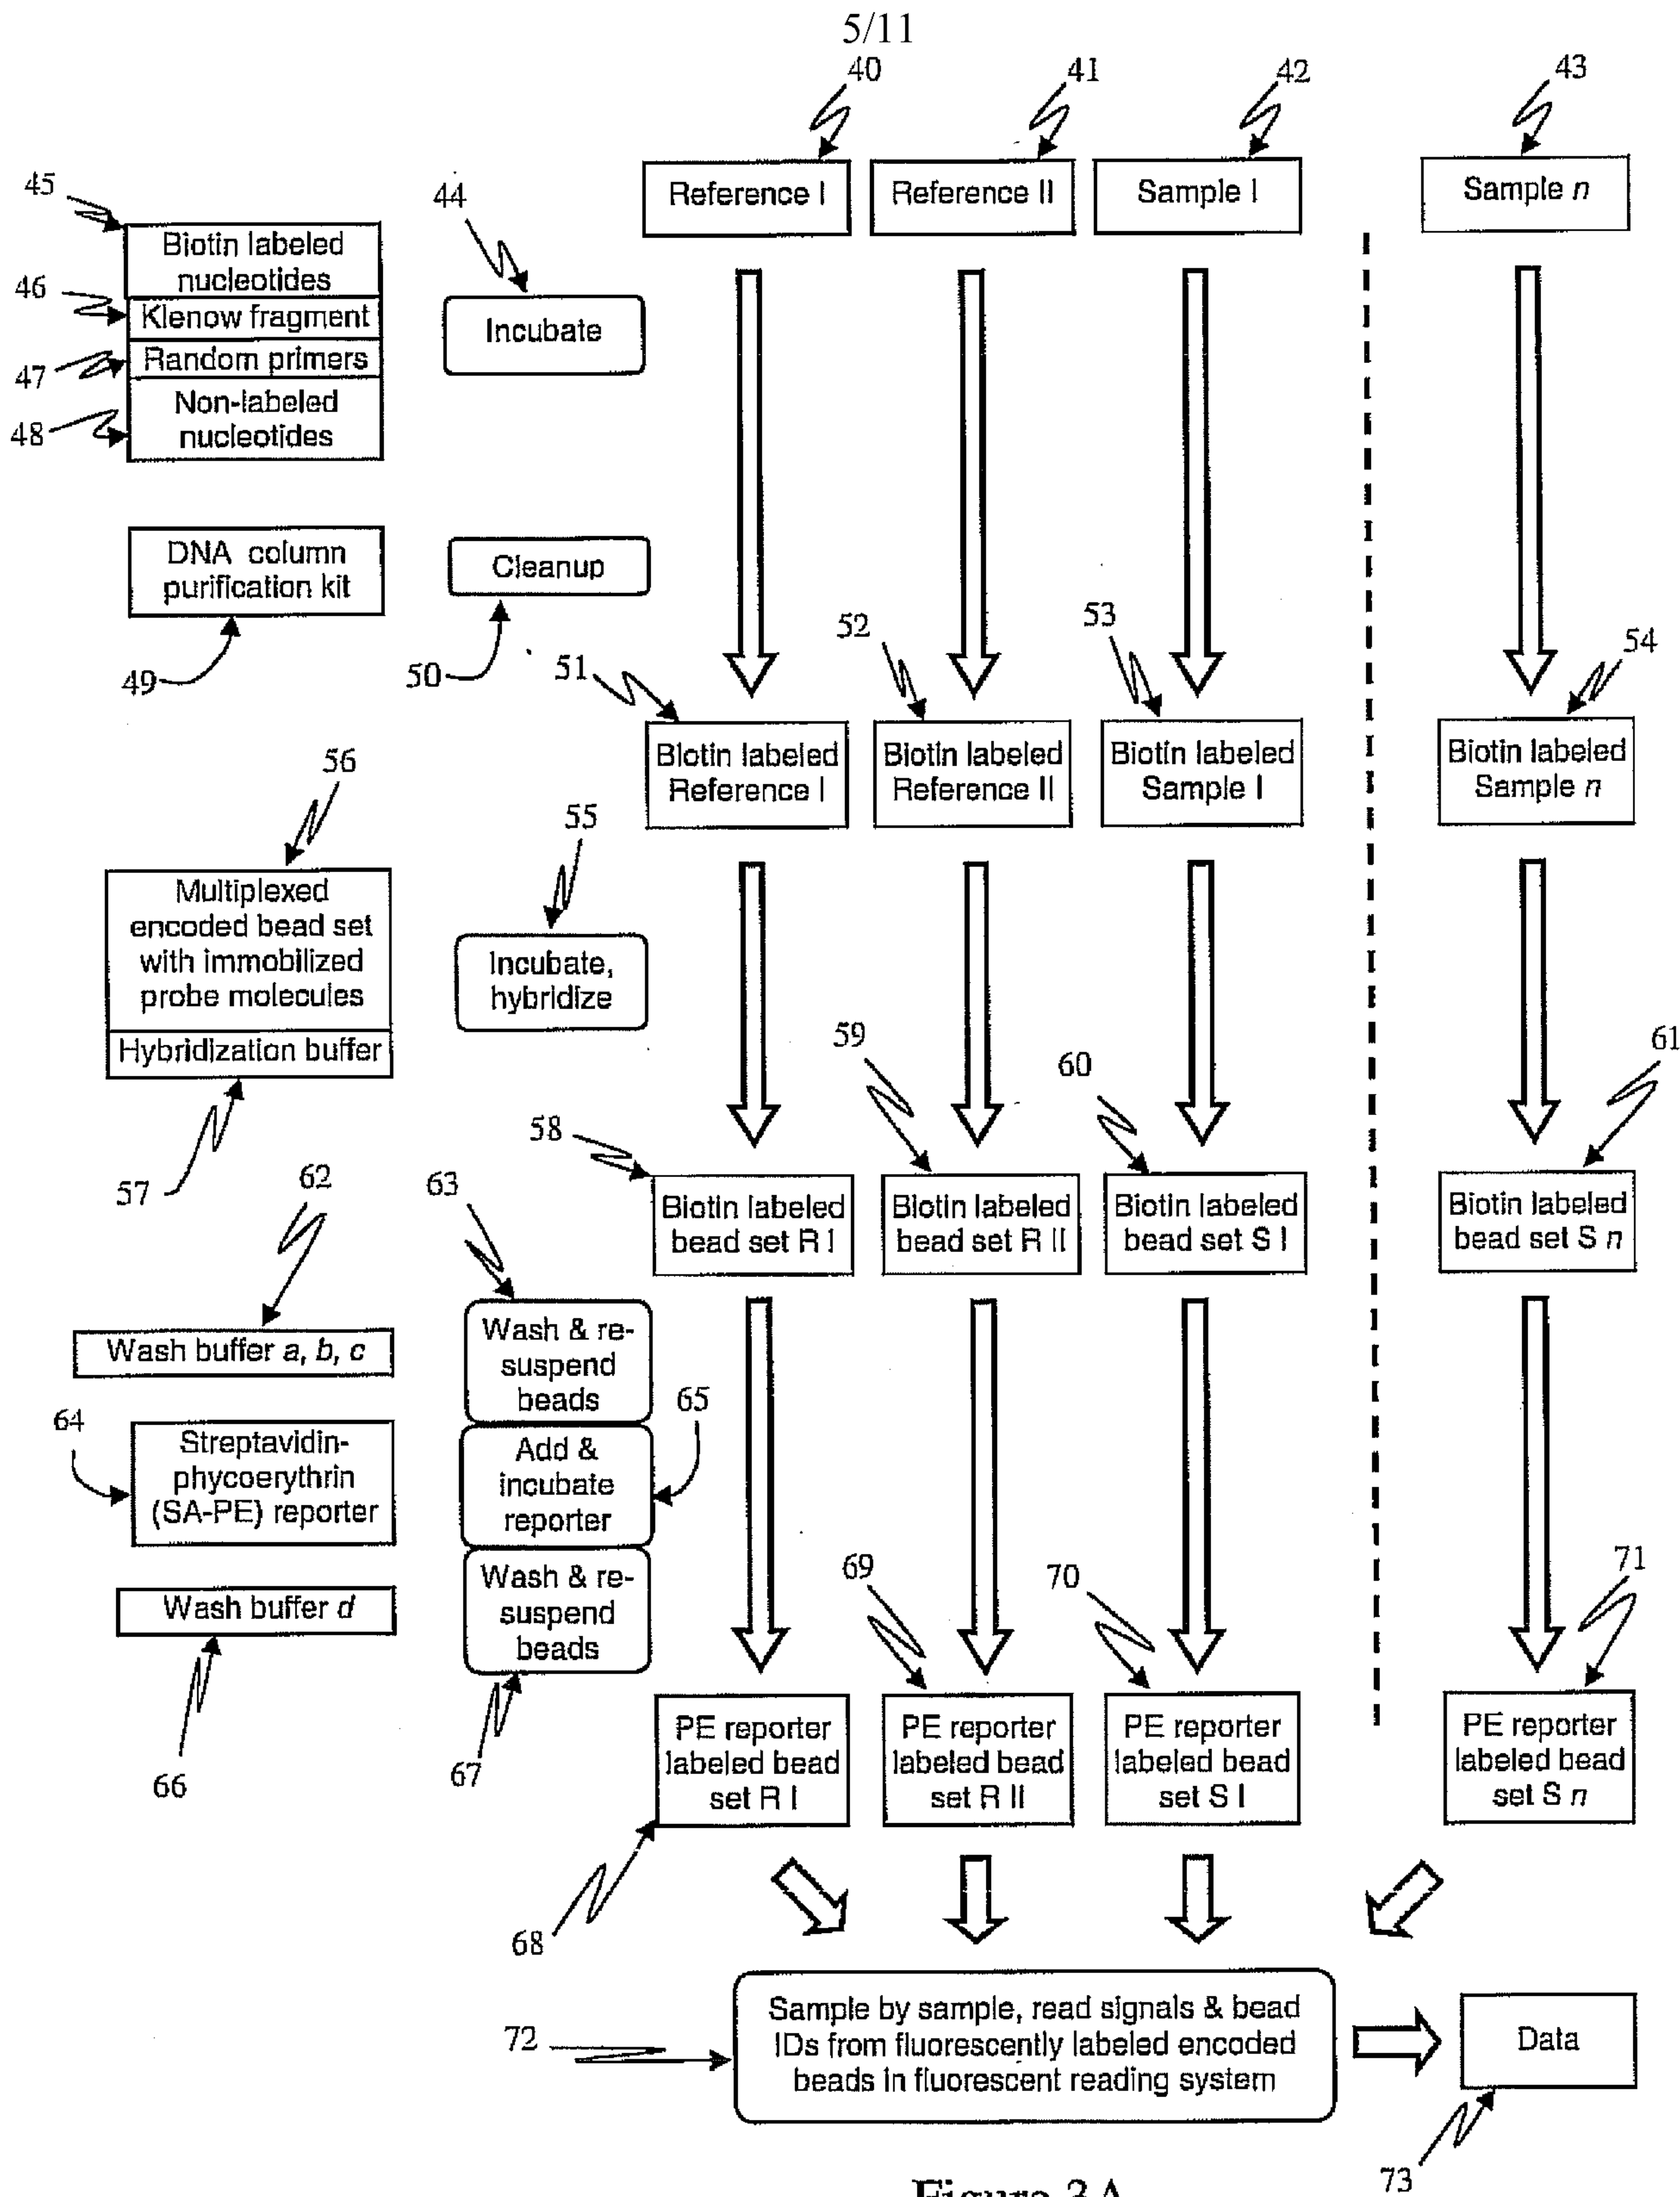 5/11
40
41
42
43
Reference I
Reference II
Sample I
Sample n
45
Biotin labeled
nucleotides
46
Klenow fragment
47
Random primers
48
Non-labeled
nucleotides
44
Incubate
DNA column
purification kit
49
Cleanup
50
51
52
53
54
Biotin labeled
Reference I
Biotin labeled
Reference II
Biotin labeled
Sample I
Biotin labeled
Sample n
56
Multiplexed
encoded bead set
with immobilized
probe molecules
Hybridization buffer
57
55
Incubate,
hybridize
58
59
60
61
Biotin labeled
bead set R I
Biotin labeled
bead set R II
Biotin labeled
bead set S I
Biotin labeled
bead set S n
62
Wash buffer a, b, c
63
Wash & re-
suspend
beads
64
Streptavidin-
phycoerythrin
(SA-PE) reporter
65
Add &
incubate
reporter
Wash buffer d
66
Wash & re-
suspend
beads
67
68
69
70
71
PE reporter
labeled bead
set R I
PE reporter
labeled bead
set R II
PE reporter
labeled bead
set S I
PE reporter
labeled bead
set S n
72
Sample by sample, read signals & bead
IDs from fluorescently labeled encoded
beads in fluorescent reading system
Data
73
Figure 3A